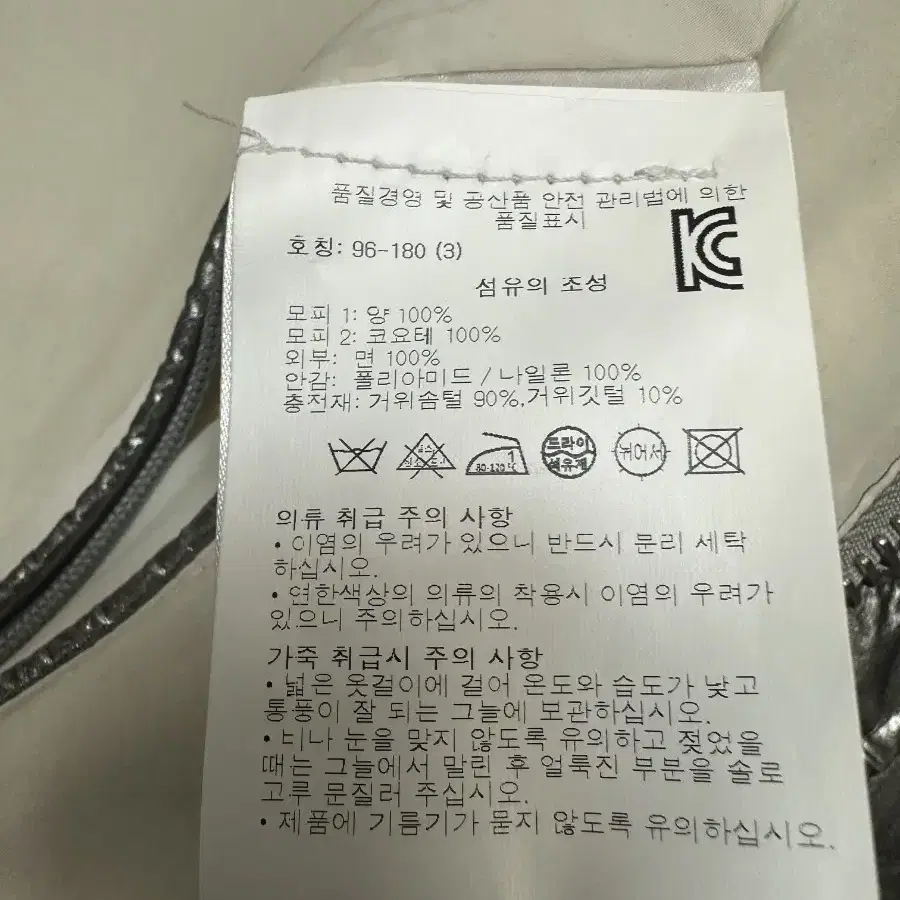 품질경영 및 공산품 안전 관리법에 의한
품질표시
호칭: 96-180 (3)
섬유의 조성
모피 1: 양 100%
모피 2: 코요테 100%
외부: 면 100%
안감: 폴리아미드 / 나일론 100%
충전재: 거위솜털 90%,거위깃털 10%
1
80-120℃
드라이
석유계
뉘어서
의류 취급 주의 사항
• 이염의 우려가 있으니 반드시 분리 세탁
하십시오.
• 연한색상의 의류의 착용시 이염의 우려가
있으니 주의하십시오.
가죽 취급시 주의 사항
• 넓은 옷걸이에 걸어 온도와 습도가 낮고
통풍이 잘 되는 그늘에 보관하십시오.
• 비나 눈을 맞지 않도록 유의하고 젖었을
때는 그늘에서 말린 후 얼룩진 부분을 솔로
고루 문질러 주십시오.
• 제품에 기름기가 묻지 않도록 유의하십시오.